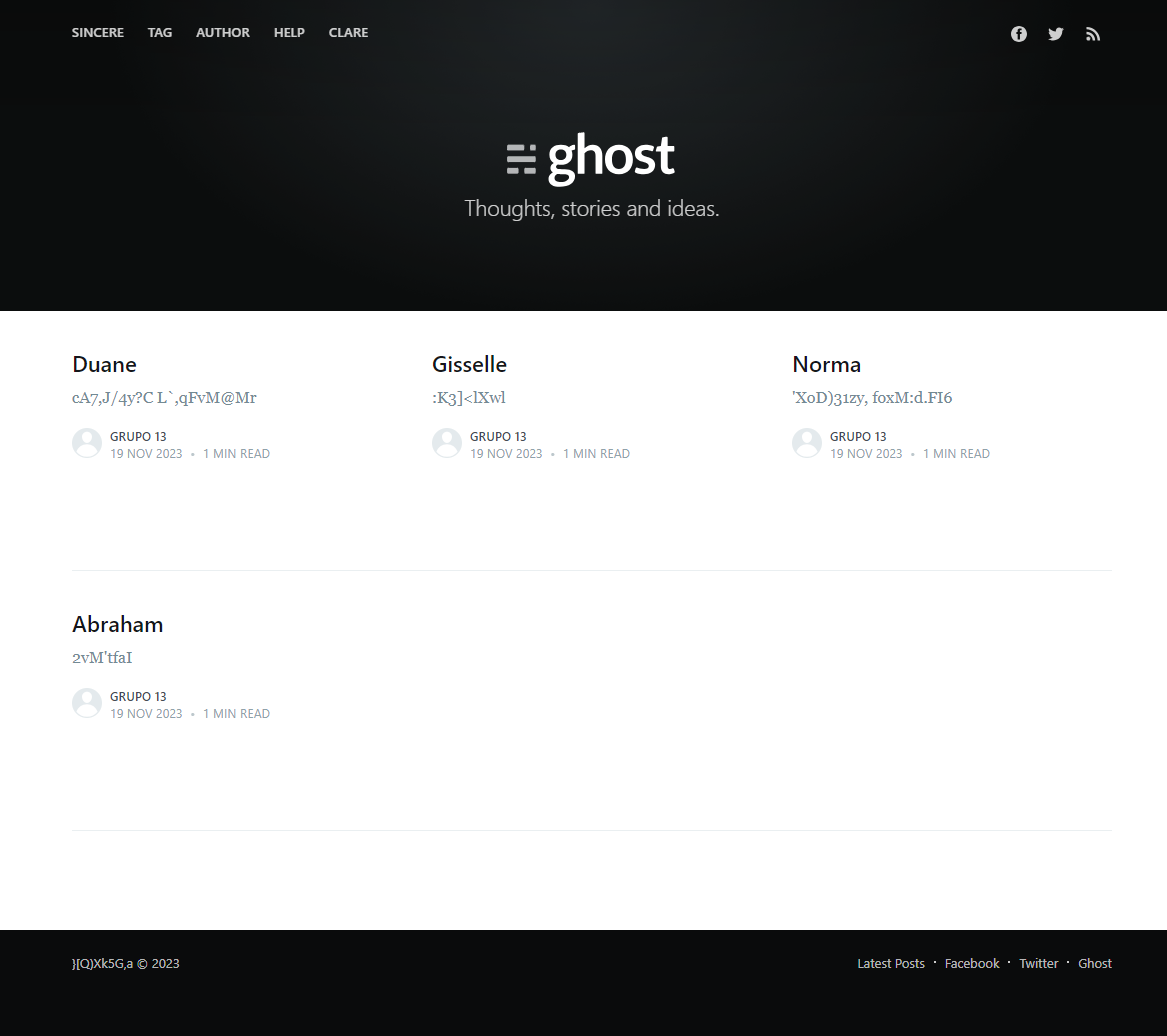 SINCERE TAG AUTHOR HELP CLARE
ghost
Thoughts, stories and ideas.
Duane
cA7,J/4y?C L`,qFvM@Mr
GRUPO 13
19 NOV 2023 • 1 MIN READ
Gisselle
:K3]<lXwl
GRUPO 13
19 NOV 2023 • 1 MIN READ
Norma
'XoD)31zy, foxM:d.FI6
GRUPO 13
19 NOV 2023 • 1 MIN READ
Abraham
2vM'tfaI
GRUPO 13
19 NOV 2023 • 1 MIN READ
}[Q)Xk5G,a © 2023
Latest Posts · Facebook · Twitter · Ghost